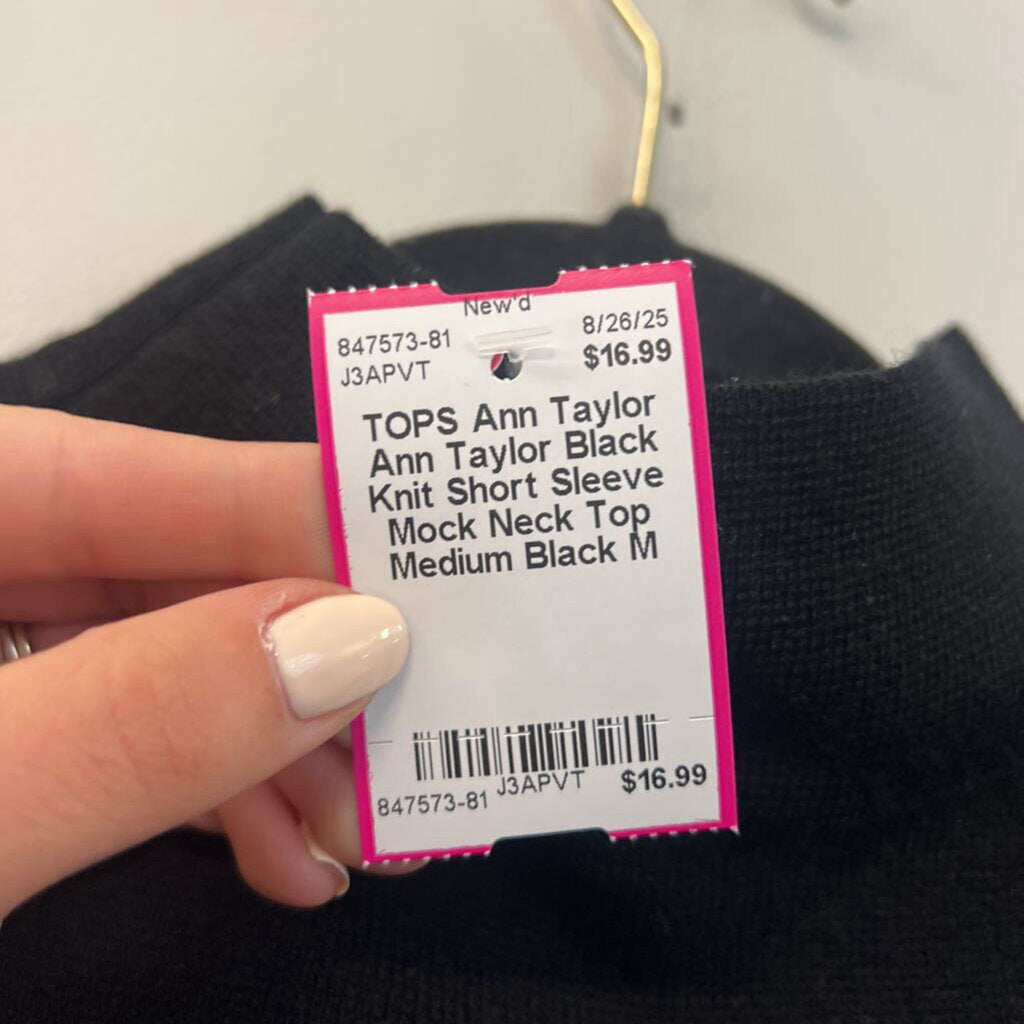 New'd
847573-81 8/26/25
J3APVT $16.99
TOPS Ann Taylor
Ann Taylor Black
Knit Short Sleeve
Mock Neck Top
Medium Black M
847573-81 J3APVT $16.99